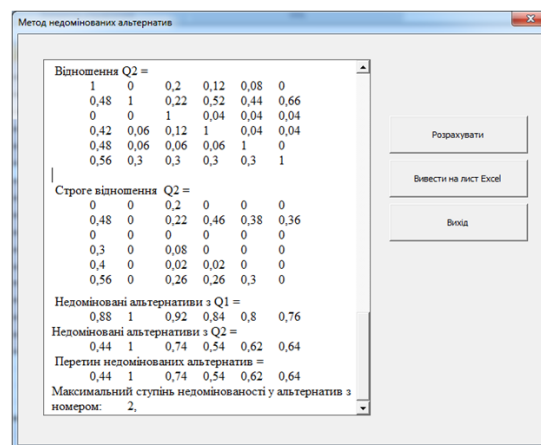 Метод недомінованих альтернатив
Відношення Q2 =
1 0 0,2 0,12 0,08 0
0,48 1 0,22 0,52 0,44 0,66
0 0 1 0,04 0,04 0,04
0,42 0,06 0,12 1 0,04 0,04
0,48 0,06 0,06 0,06 1 0
0,56 0,3 0,3 0,3 0,3 1
Строге відношення Q2 =
0 0 0,2 0 0 0
0,48 0 0,22 0,46 0,38 0,36
0 0 0 0 0 0
0,3 0 0,08 0 0 0
0,4 0 0,02 0,02 0 0
0,56 0 0,26 0,26 0,3 0
Недоміновані альтернативи з Q1 =
0,88 1 0,92 0,84 0,8 0,76
Недоміновані альтернативи з Q2 =
0,44 1 0,74 0,54 0,62 0,64
Перетин недомінованих альтернатив =
0,44 1 0,74 0,54 0,62 0,64
Максимальний ступінь недомінованості у альтернатив з
номером: 2,
Розрахувати
Вивести на лист Excel
Вихід